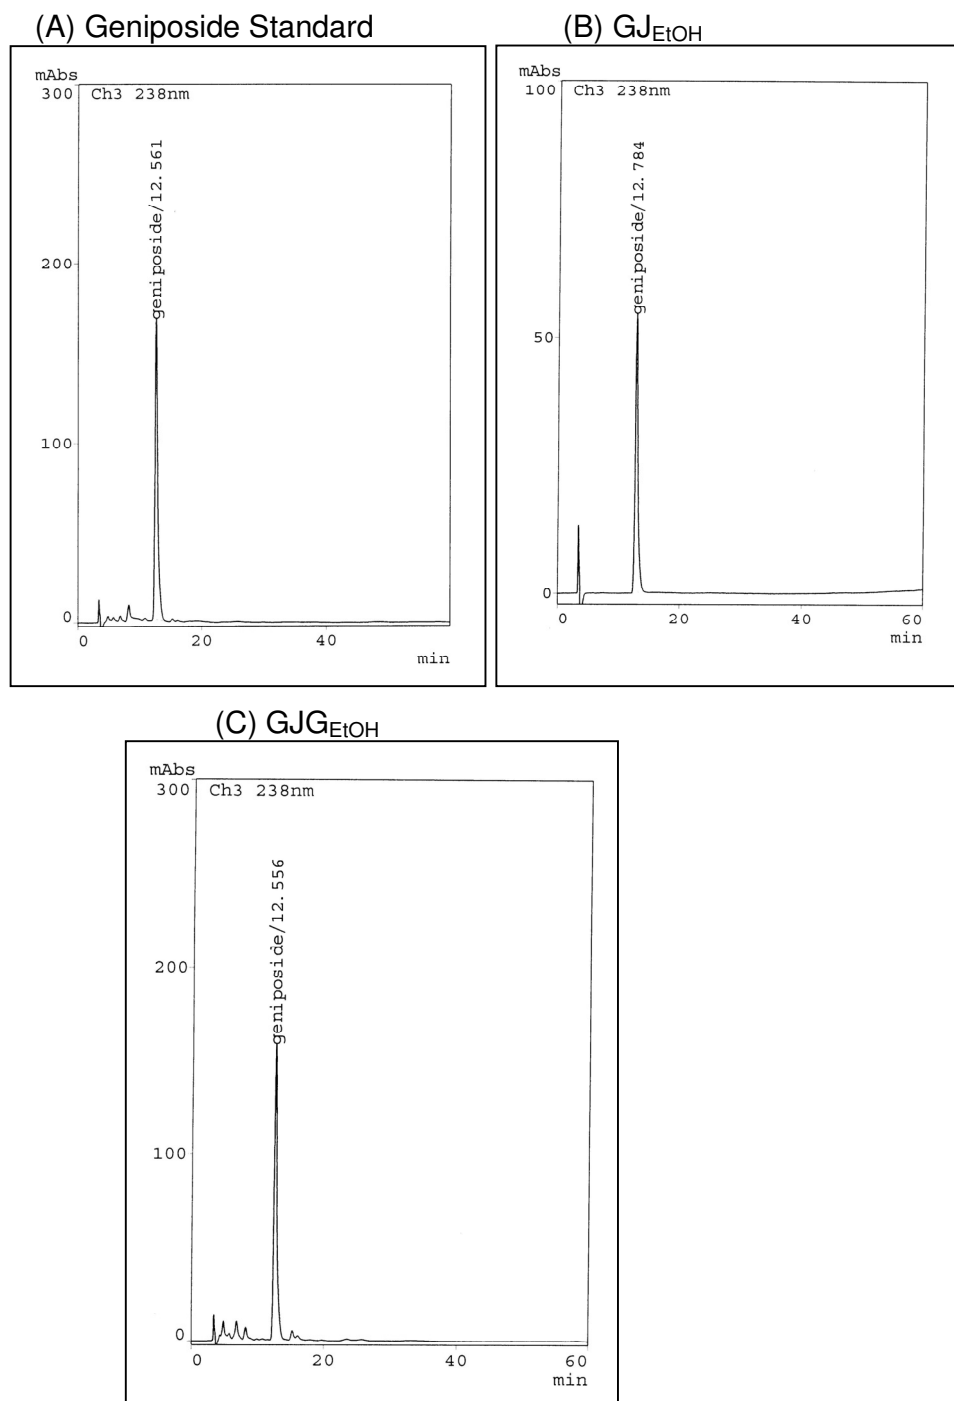 (A) Geniposide Standard
mAbs
300 Ch3 238nm
geniposide/12.561
200
100
0
0 20 40
min
(B) GJEtOH
mAbs
100 Ch3 238nm
geniposide/12.784
50
0
0 20 40 60
min
(C) GJGEtOH
mAbs
300 Ch3 238nm
geniposide/12.556
200
100
0
0 20 40 60
min